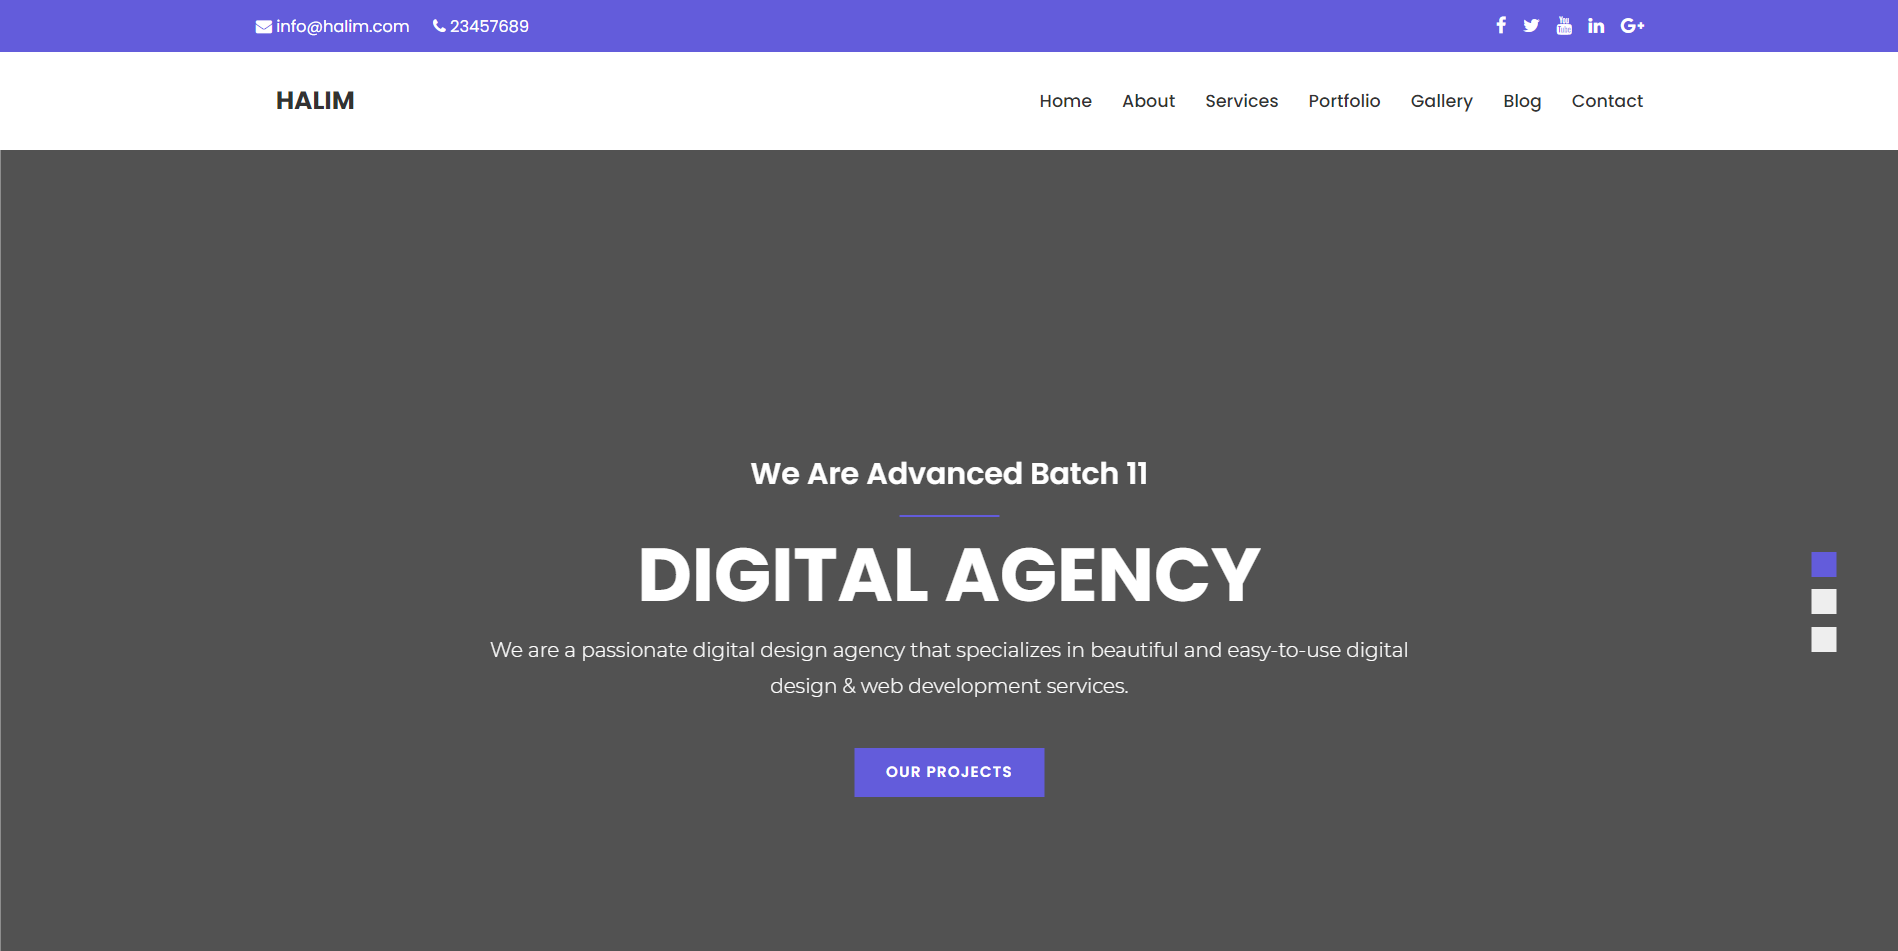 info@halim.com 23457689
HALIM
Home About Services Portfolio Gallery Blog Contact
We Are Advanced Batch 11
DIGITAL AGENCY
We are a passionate digital design agency that specializes in beautiful and easy-to-use digital
design & web development services.
OUR PROJECTS